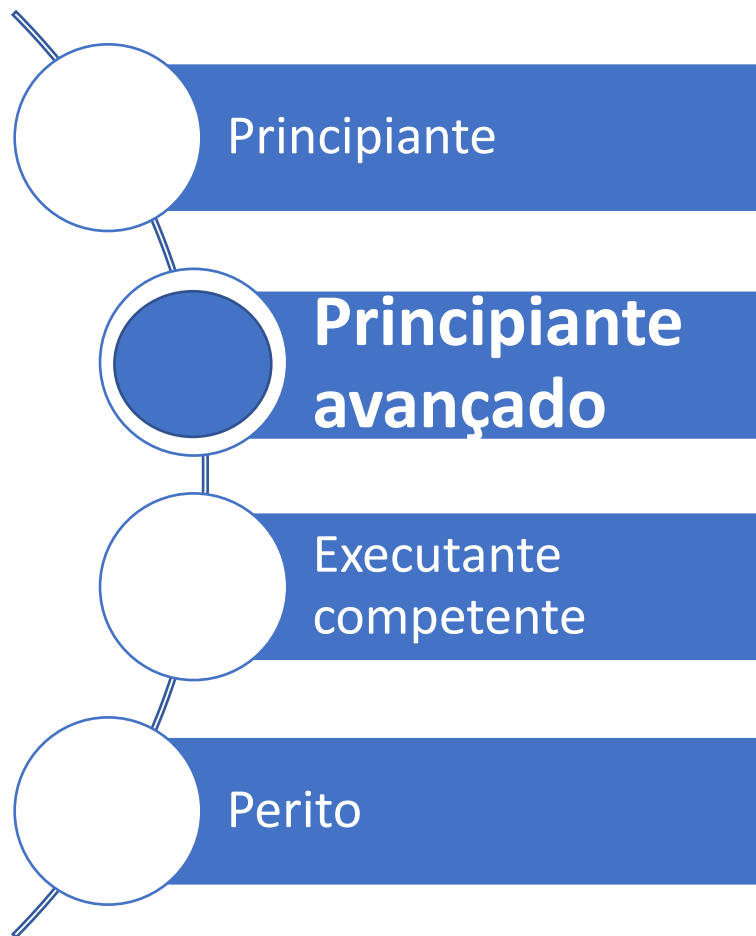 Principiante
Principiante
avançado
Executante
competente
Perito